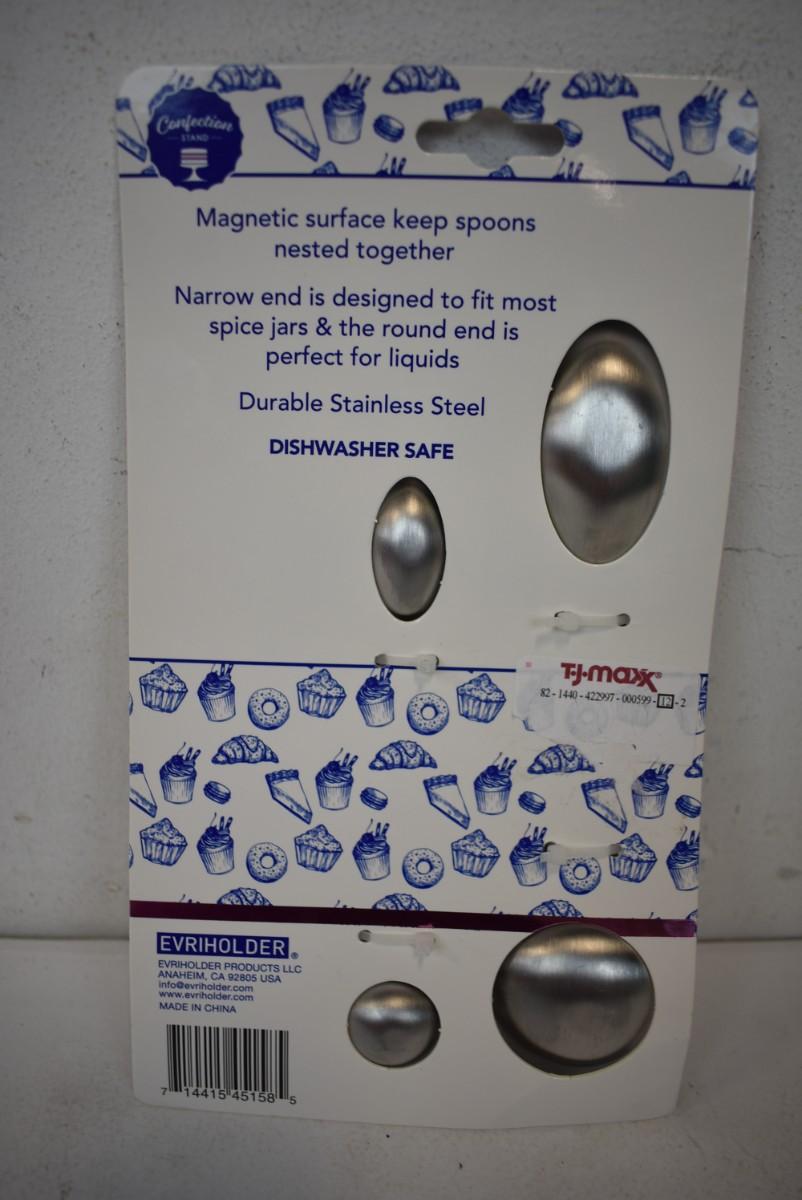 Confection
STAND
Magnetic surface keep spoons
nested together
Narrow end is designed to fit most
spice jars & the round end is
perfect for liquids
Durable Stainless Steel
DISHWASHER SAFE
T·J·maxx®
82 - 1440 - 422997 - 000599 - 12 - 2
EVRIHOLDER®
EVRIHOLDER PRODUCTS LLC
ANAHEIM, CA 92805 USA
info@evriholder.com
www.evriholder.com
MADE IN CHINA
7 14415 45158 5